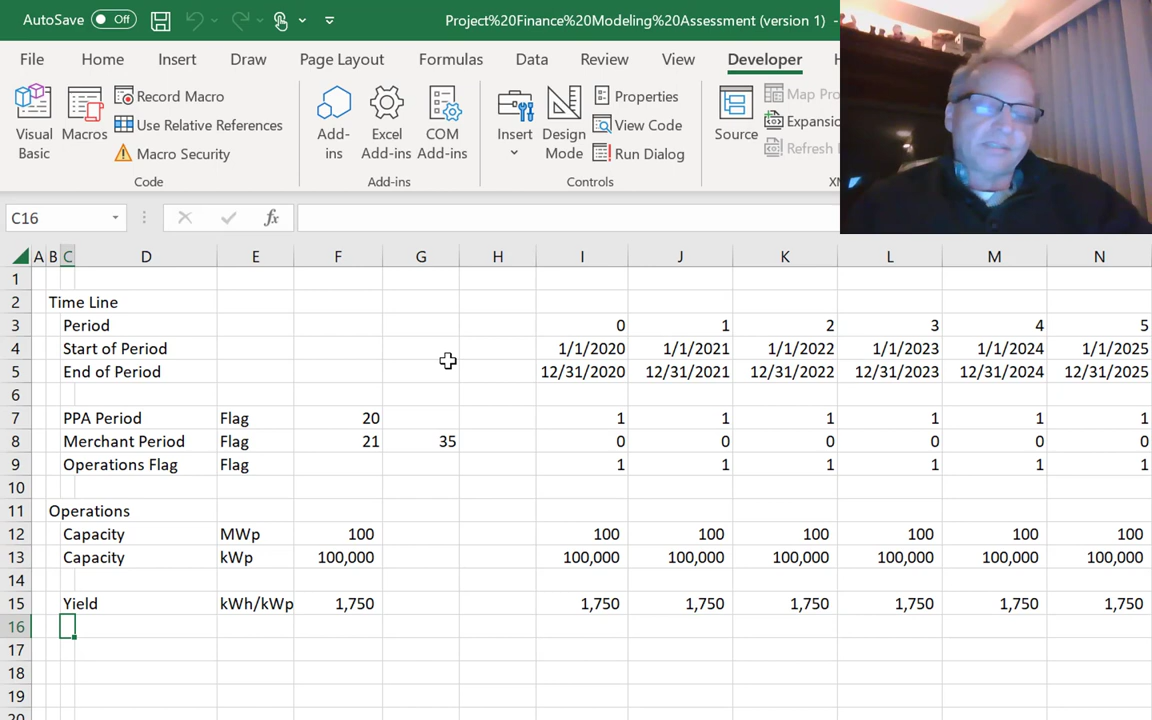 AutoSave Off Project%20Finance%20Modeling%20Assessment (version 1) -
File Home Insert Draw Page Layout Formulas Data Review View Developer
Visual Basic
Macros
Record Macro
Use Relative References
Macro Security
Code
Add-ins
Excel Add-ins
COM Add-ins
Add-ins
Insert
Design Mode
Properties
View Code
Run Dialog
Controls
Source
Map Pro
Expansio
Refresh
C16 fx
A B C D E F G H I J K L M N
1
2 Time Line
3 Period 0 1 2 3 4 5
4 Start of Period 1/1/2020 1/1/2021 1/1/2022 1/1/2023 1/1/2024 1/1/2025
5 End of Period 12/31/2020 12/31/2021 12/31/2022 12/31/2023 12/31/2024 12/31/2025
6
7 PPA Period Flag 20 1 1 1 1 1 1
8 Merchant Period Flag 21 35 0 0 0 0 0 0
9 Operations Flag Flag 1 1 1 1 1 1
10
11 Operations
12 Capacity MWp 100 100 100 100 100 100 100
13 Capacity kWp 100,000 100,000 100,000 100,000 100,000 100,000 100,000
14
15 Yield kWh/kWp 1,750 1,750 1,750 1,750 1,750 1,750 1,750
16
17
18
19